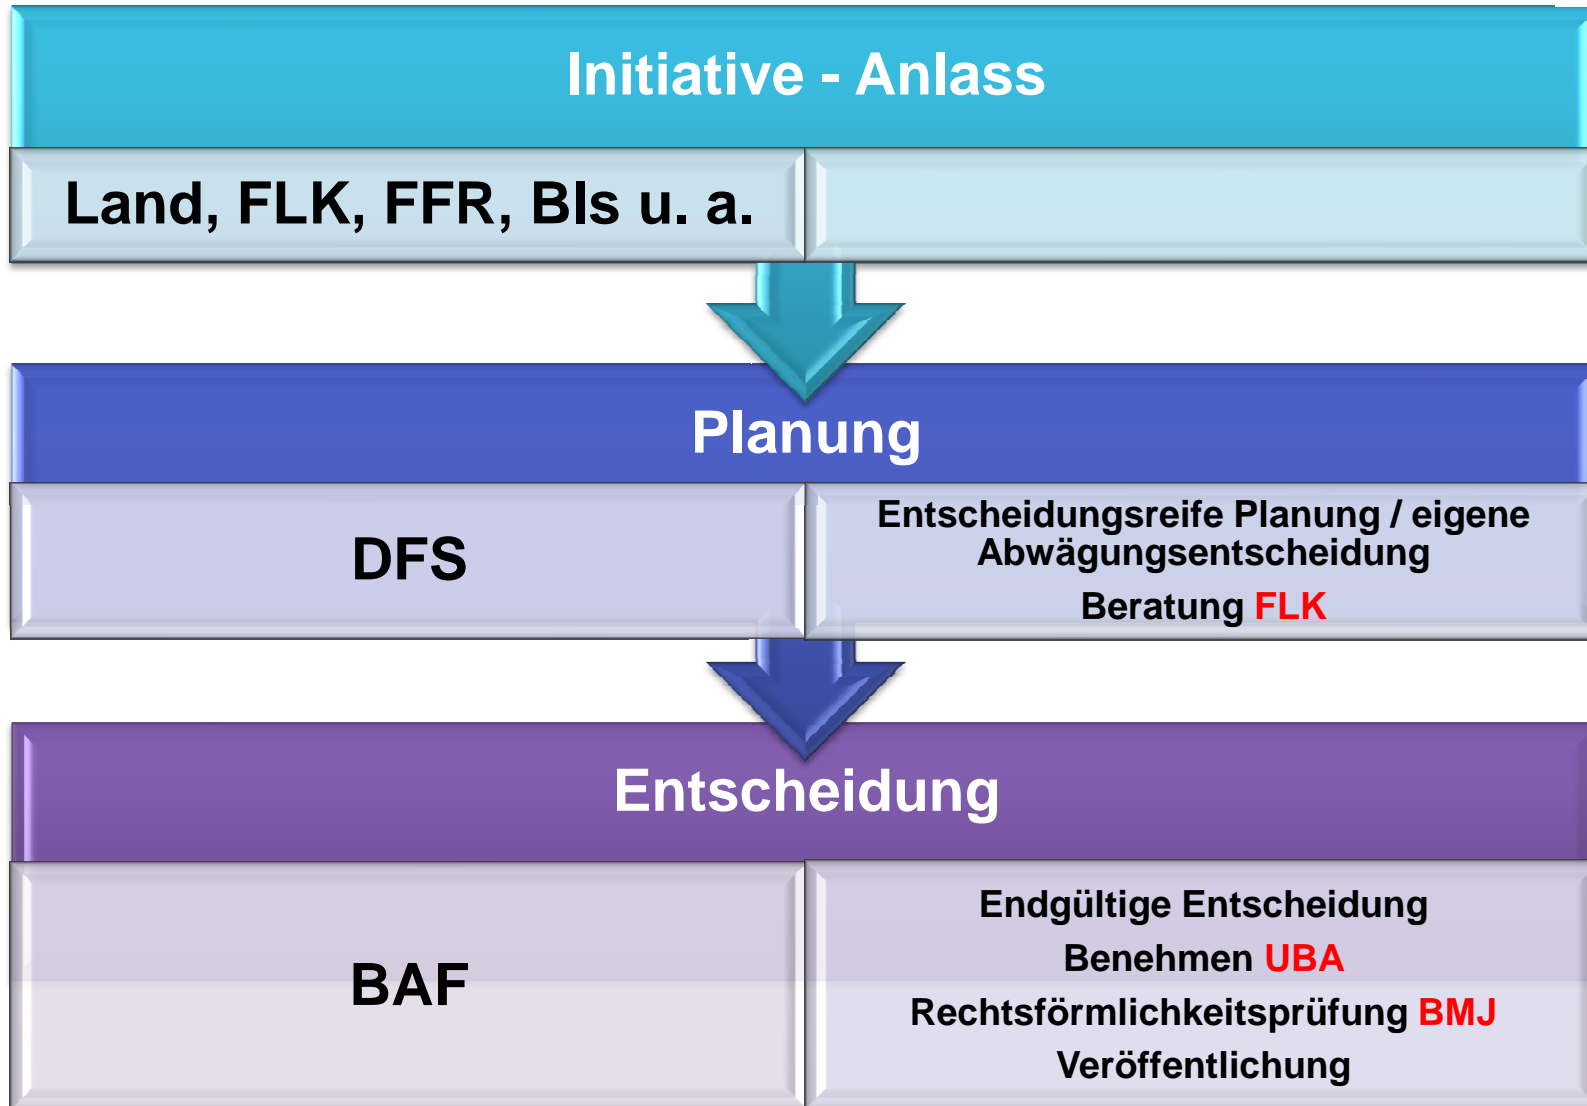 Initiative - Anlass
Land, FLK, FFR, BIs u. a.
Planung
DFS
Entscheidungsreife Planung / eigene
Abwägungsentscheidung
Beratung FLK
Entscheidung
BAF
Endgültige Entscheidung
Benehmen UBA
Rechtsförmlichkeitsprüfung BMJ
Veröffentlichung